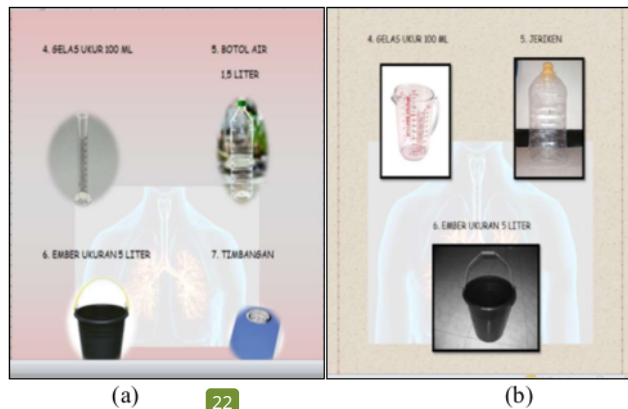 4. GELAS UKUR 100 ML
5. BOTOL AIR
1,5 LITER
6. EMBER UKURAN 5 LITER
7. TIMBANGAN
4. GELAS UKUR 100 ML
5. JERIKEN
6. EMBER UKURAN 5 LITER
(a)
22
(b)